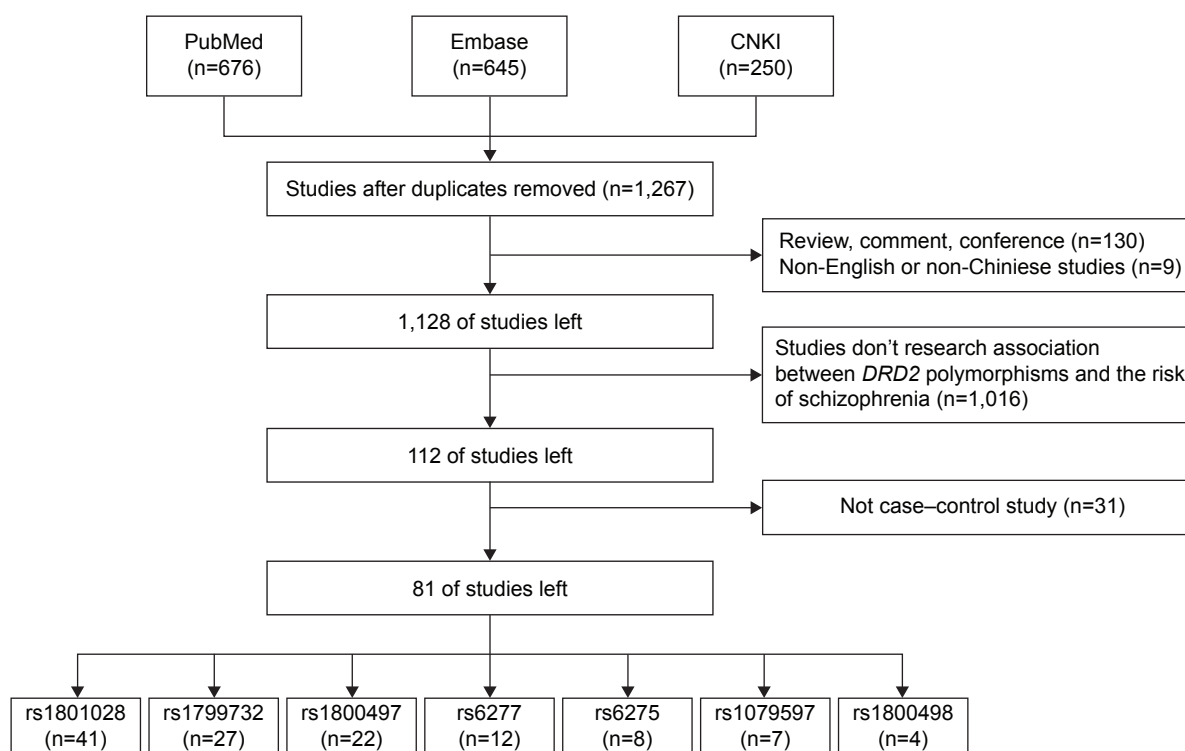 PubMed
(n=676)
Embase
(n=645)
CNKI
(n=250)
Studies after duplicates removed (n=1,267)
Review, comment, conference (n=130)
Non-English or non-Chiniese studies (n=9)
1,128 of studies left
Studies don’t research association
between DRD2 polymorphisms and the risk
of schizophrenia (n=1,016)
112 of studies left
Not case–control study (n=31)
81 of studies left
rs1801028
(n=41)
rs1799732
(n=27)
rs1800497
(n=22)
rs6277
(n=12)
rs6275
(n=8)
rs1079597
(n=7)
rs1800498
(n=4)